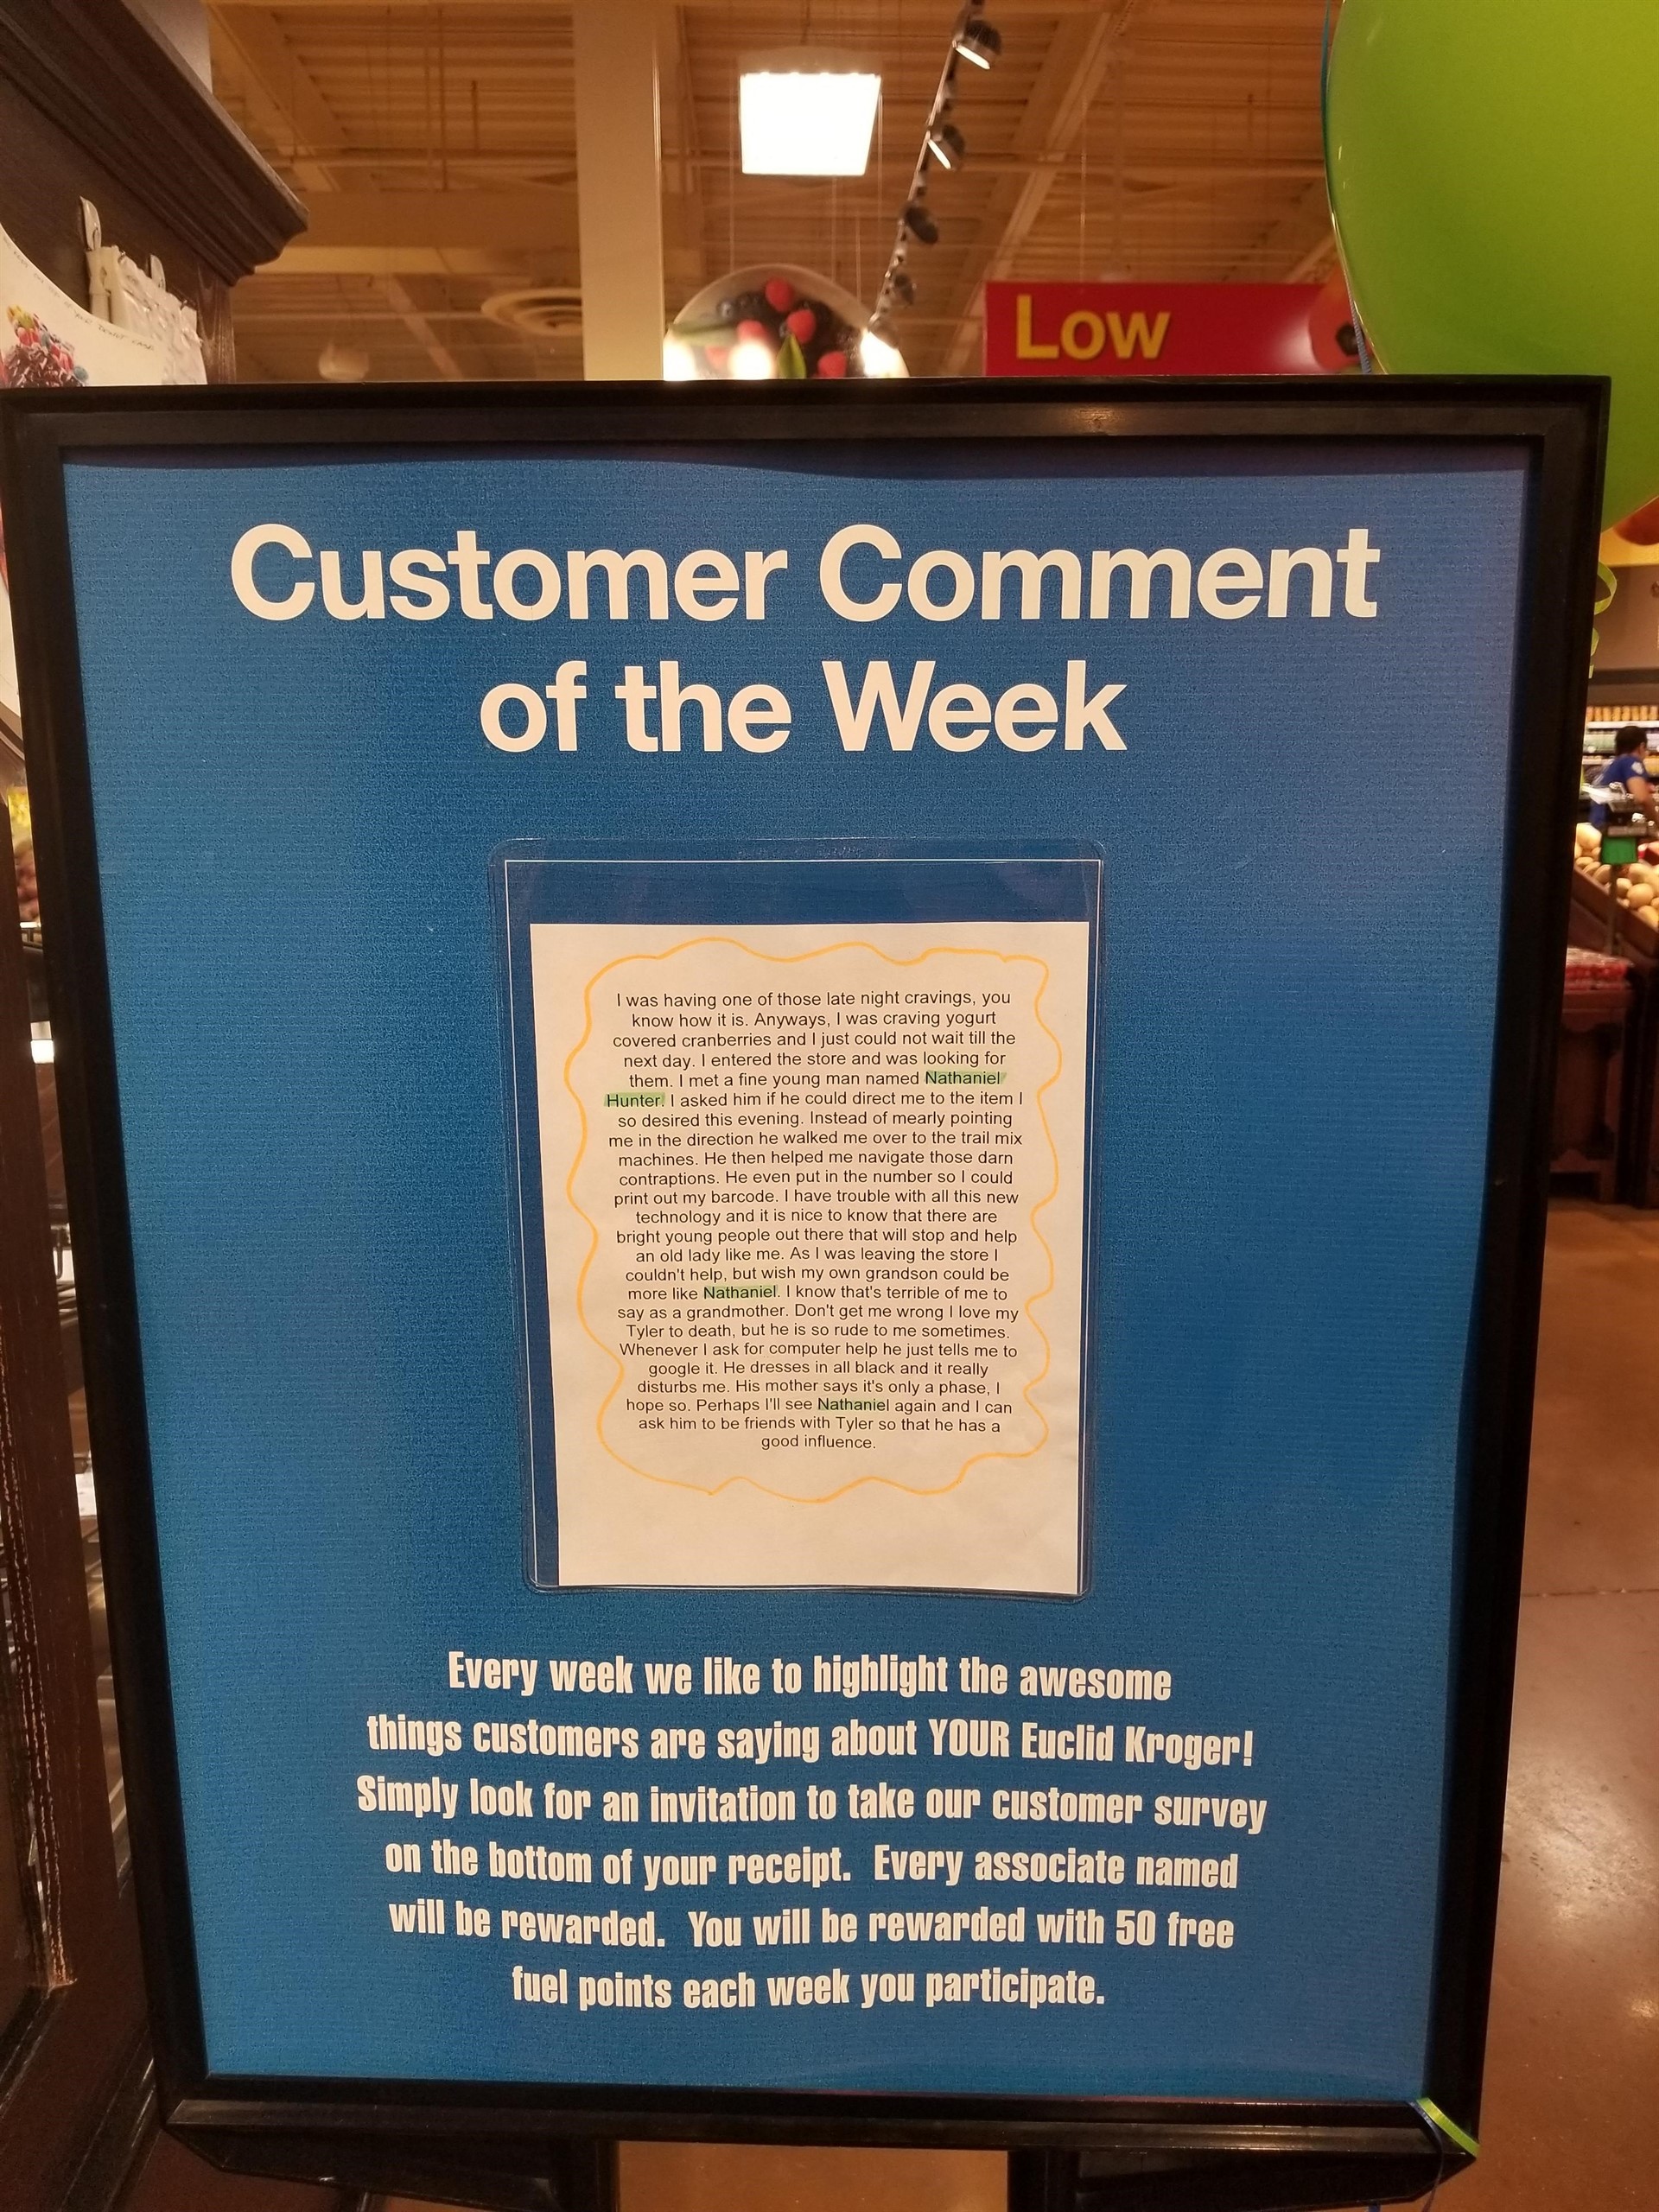 Low
Customer Comment
of the Week
I was having one of those late night cravings, you
know how it is. Anyways, I was craving yogurt
covered cranberries and I just could not wait till the
next day. I entered the store and was looking for
them. I met a fine young man named Nathaniel
Hunter. I asked him if he could direct me to the item I
so desired this evening. Instead of mearly pointing
me in the direction he walked me over to the trail mix
machines. He then helped me navigate those darn
contraptions. He even put in the number so I could
print out my barcode. I have trouble with all this new
technology and it is nice to know that there are
bright young people out there that will stop and help
an old lady like me. As I was leaving the store I
couldn't help, but wish my own grandson could be
more like Nathaniel. I know that's terrible of me to
say as a grandmother. Don't get me wrong I love my
Tyler to death, but he is so rude to me sometimes.
Whenever I ask for computer help he just tells me to
google it. He dresses in all black and it really
disturbs me. His mother says it's only a phase, I
hope so. Perhaps I'll see Nathaniel again and I can
ask him to be friends with Tyler so that he has a
good influence.
Every week we like to highlight the awesome
things customers are saying about YOUR Euclid Kroger!
Simply look for an invitation to take our customer survey
on the bottom of your receipt. Every associate named
will be rewarded. You will be rewarded with 50 free
fuel points each week you participate.